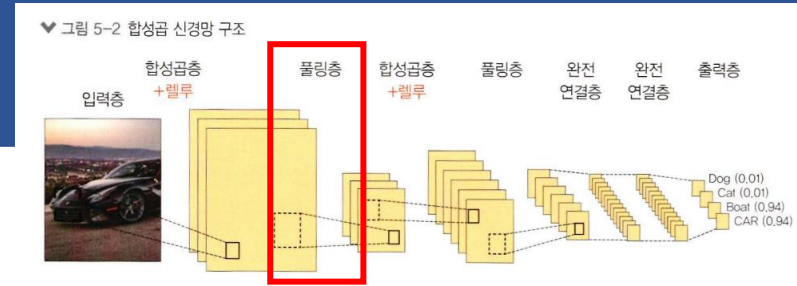 그림 5-2 합성곱 신경망 구조
입력층
합성곱층
+렐루
풀링층
합성곱층
+렐루
풀링층
완전
연결층
완전
연결층
출력층
Dog (0,01)
Cat (0,01)
Boat (0,94)
CAR (0,94)